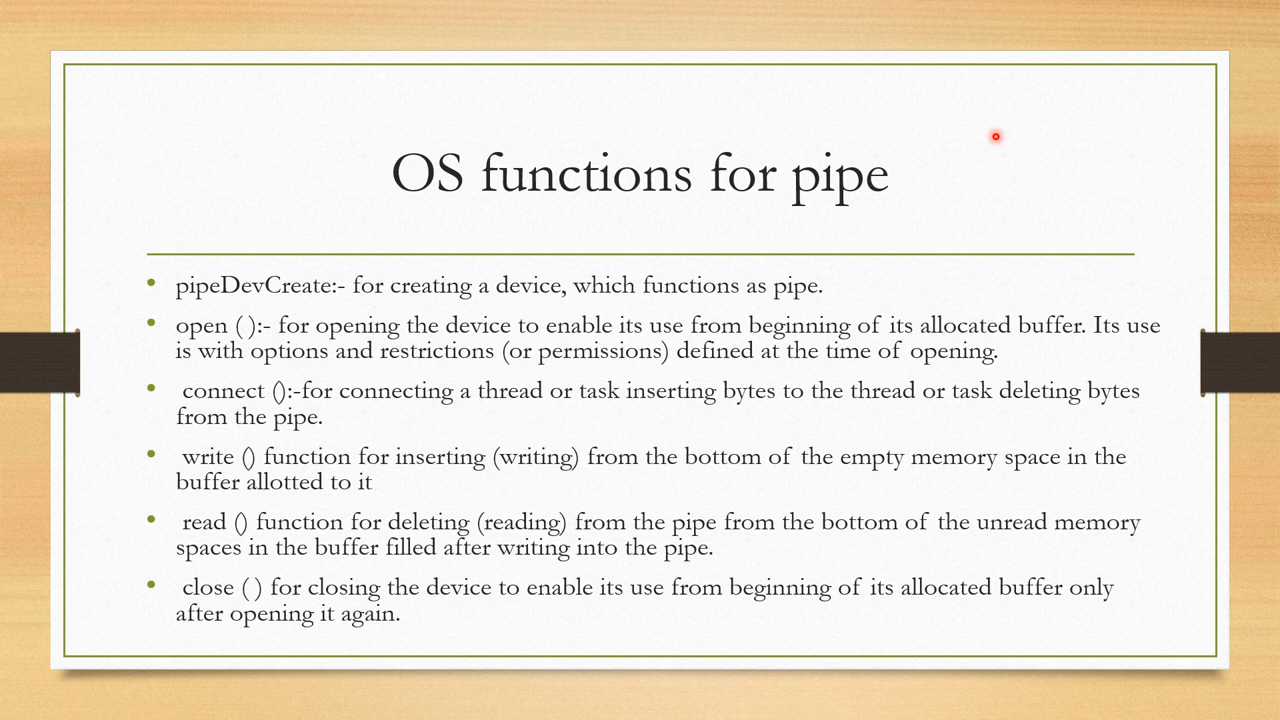 OS functions for pipe
• pipeDevCreate:- for creating a device, which functions as pipe.
• open ( ):- for opening the device to enable its use from beginning of its allocated buffer. Its use
is with options and restrictions (or permissions) defined at the time of opening.
• connect ():-for connecting a thread or task inserting bytes to the thread or task deleting bytes
from the pipe.
• write () function for inserting (writing) from the bottom of the empty memory space in the
buffer allotted to it
• read () function for deleting (reading) from the pipe from the bottom of the unread memory
spaces in the buffer filled after writing into the pipe.
• close ( ) for closing the device to enable its use from beginning of its allocated buffer only
after opening it again.